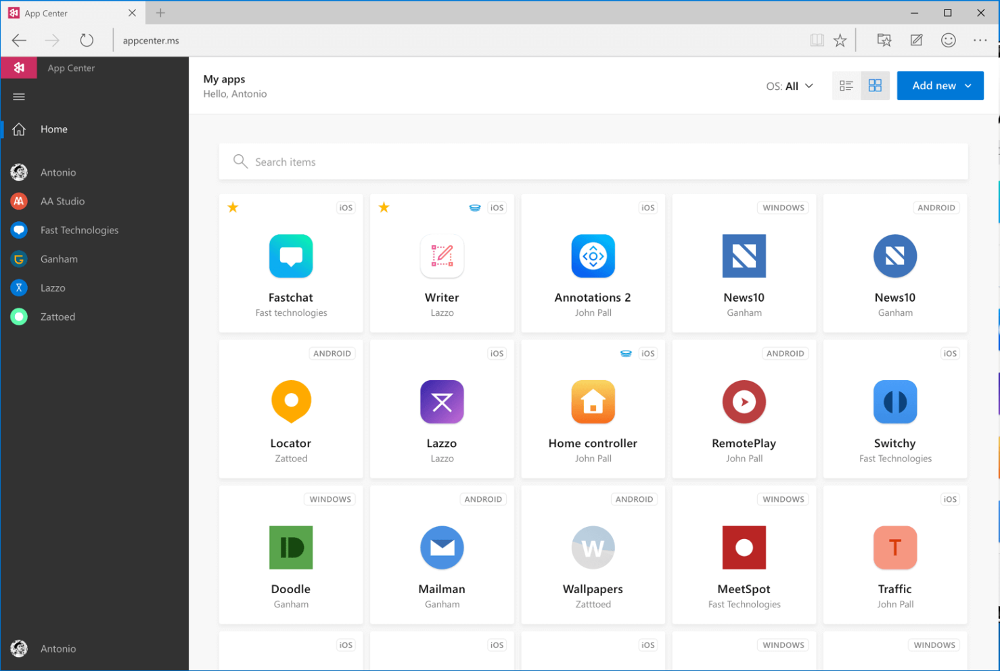 App Center
appcenter.ms
App Center
Home
Antonio
AA Studio
Fast Technologies
Ganham
Lazzo
Zattoed
Antonio
My apps
Hello, Antonio
OS: All
Add new
Search items
iOS
Fastchat
Fast technologies
iOS
Writer
Lazzo
iOS
Annotations 2
John Pall
WINDOWS
News10
Ganham
ANDROID
News10
Ganham
ANDROID
Locator
Zattoed
iOS
Lazzo
Lazzo
iOS
Home controller
John Pall
ANDROID
RemotePlay
John Pall
iOS
Switchy
Fast Technologies
WINDOWS
Doodle
Ganham
ANDROID
Mailman
Ganham
ANDROID
W
Wallpapers
Zatttoed
WINDOWS
MeetSpot
Fast Technologies
iOS
T
Traffic
John Pall
iOS
iOS
iOS
WINDOWS
WINDOWS